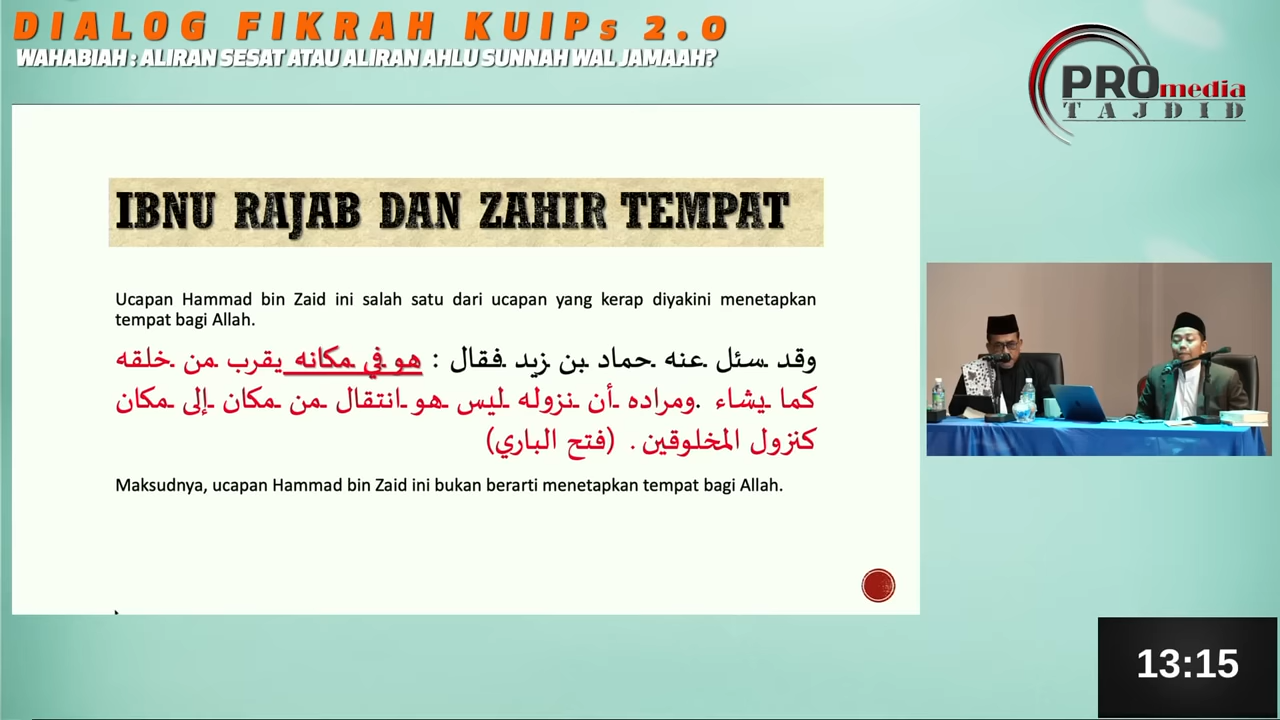 DIALOG FIKRAH KUIPs 2.0
WAHABIAH : ALIRAN SESAT ATAU ALIRAN AHLU SUNNAH WAL JAMAAH?
PROmedia
TAJDID
IBNU RAJAB DAN ZAHIR TEMPAT
Ucapan Hammad bin Zaid ini salah satu dari ucapan yang kerap diyakini menetapkan
tempat bagi Allah.
وقد سئل عنه حماد بن زيد فقال : هو في مكانه يقرب من خلقه
كما يشاء .ومراده أن نزوله ليس هو انتقال من مكان إلى مكان
كنزول المخلوقين . (فتح الباري)
Maksudnya, ucapan Hammad bin Zaid ini bukan berarti menetapkan tempat bagi Allah.
13:15